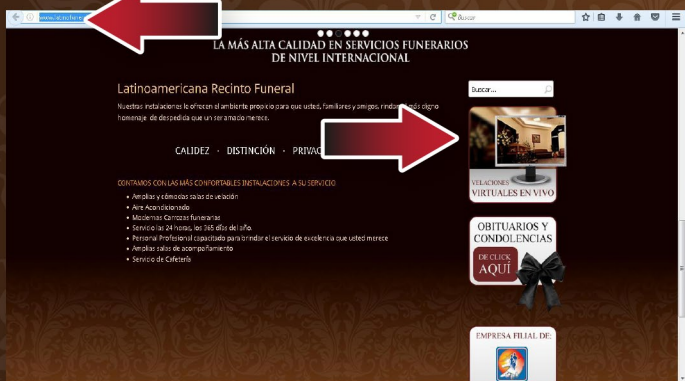 Buscar
LA MÁS ALTA CALIDAD EN SERVICIOS FUNERARIOS
DE NIVEL INTERNACIONAL
Latinoamericana Recinto Funeral
Nuestras instalaciones le ofrecen el ambiente propicio para que usted, familiares y amigos, rindan más digno
homenaje de despedida que un ser amado merece.
CALIDEZ · DISTINCIÓN ·
CONTAMOS CON LAS MÁS CONFORTABLES INSTALACIONES A SU SERVICIO
• Amplias y cómodas salas de velación
• Aire Acondicionado
• Modernas Carrozas funerarias
• Servicio las 24 horas, los 365 días del año.
• Personal Profesional capacitado para brindar el servicio de excelencia que usted merece
• Amplias salas de acompañamiento
• Servicio de Cafetería
Buscar...
VELACIONES
VIRTUALES EN VIVO
OBITUARIOS Y
CONDOLENCIAS
DE CLICK
AQUÍ
EMPRESA FILIAL DE: